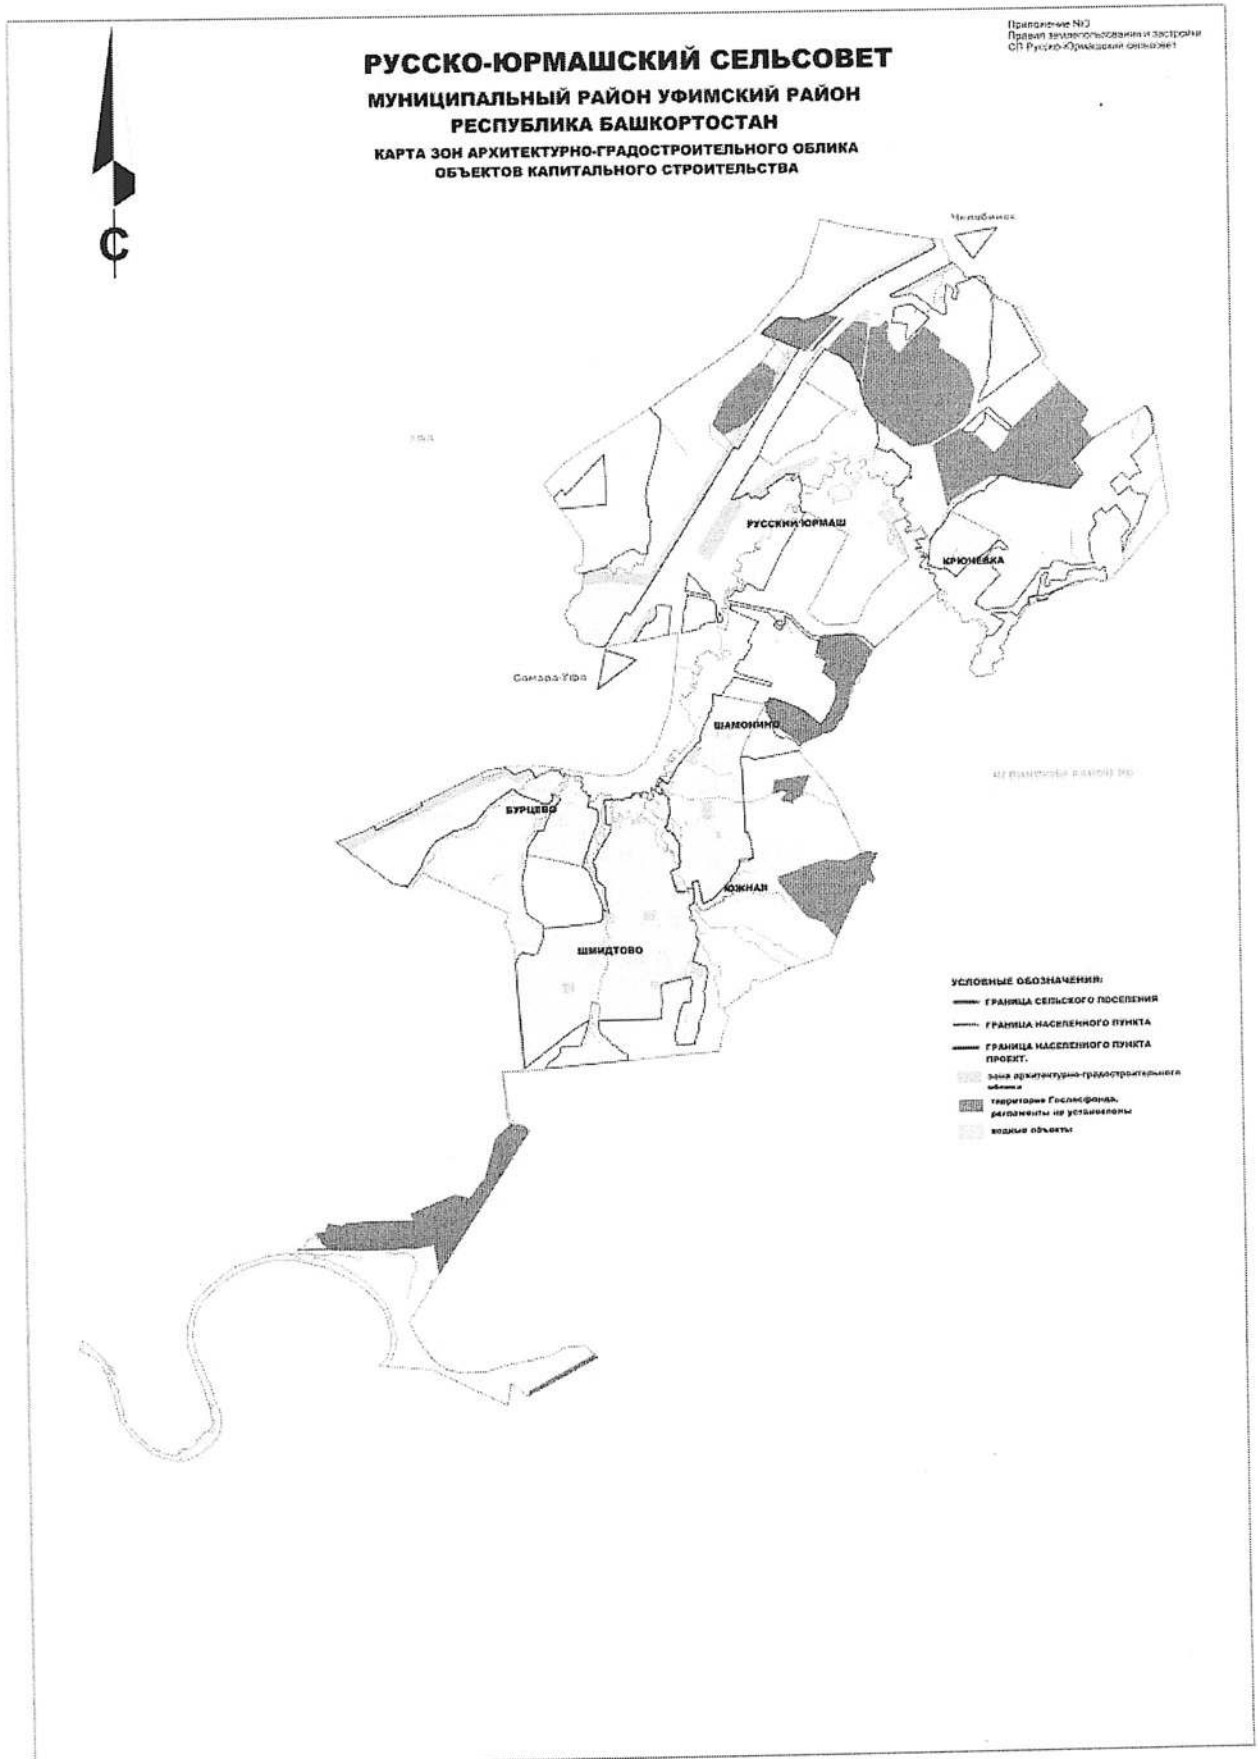 Приложение №3
Правил землепользования и застройки
СП Русско-Юрмашский сельсовет
РУССКО-ЮРМАШСКИЙ СЕЛЬСОВЕТ
МУНИЦИПАЛЬНЫЙ РАЙОН УФИМСКИЙ РАЙОН
РЕСПУБЛИКА БАШКОРТОСТАН
КАРТА ЗОН АРХИТЕКТУРНО-ГРАДОСТРОИТЕЛЬНОГО ОБЛИКА
ОБЪЕКТОВ КАПИТАЛЬНОГО СТРОИТЕЛЬСТВА
С
Челябинск
РУССКИЙ ЮРМАШ
КРЮЧЕВКА
Самара-Уфа
ШАМОНИНО
БУРЦЕВО
ЮЖНАЯ
ШМИДТОВО
УСЛОВНЫЕ ОБОЗНАЧЕНИЯ:
ГРАНИЦА СЕЛЬСКОГО ПОСЕЛЕНИЯ
ГРАНИЦА НАСЕЛЕННОГО ПУНКТА
ГРАНИЦА НАСЕЛЕННОГО ПУНКТА
ПРОЕКТ.
зона архитектурно-градостроительного
облика
территория Гослесфонда,
регламенты не установлены
водные объекты